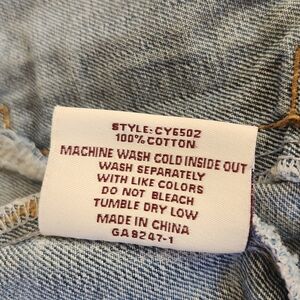 STYLE: CY6502
100% COTTON
MACHINE WASH COLD INSIDE OUT
WASH SEPARATELY
WITH LIKE COLORS
DO NOT BLEACH
TUMBLE DRY LOW
MADE IN CHINA
GA9247-1